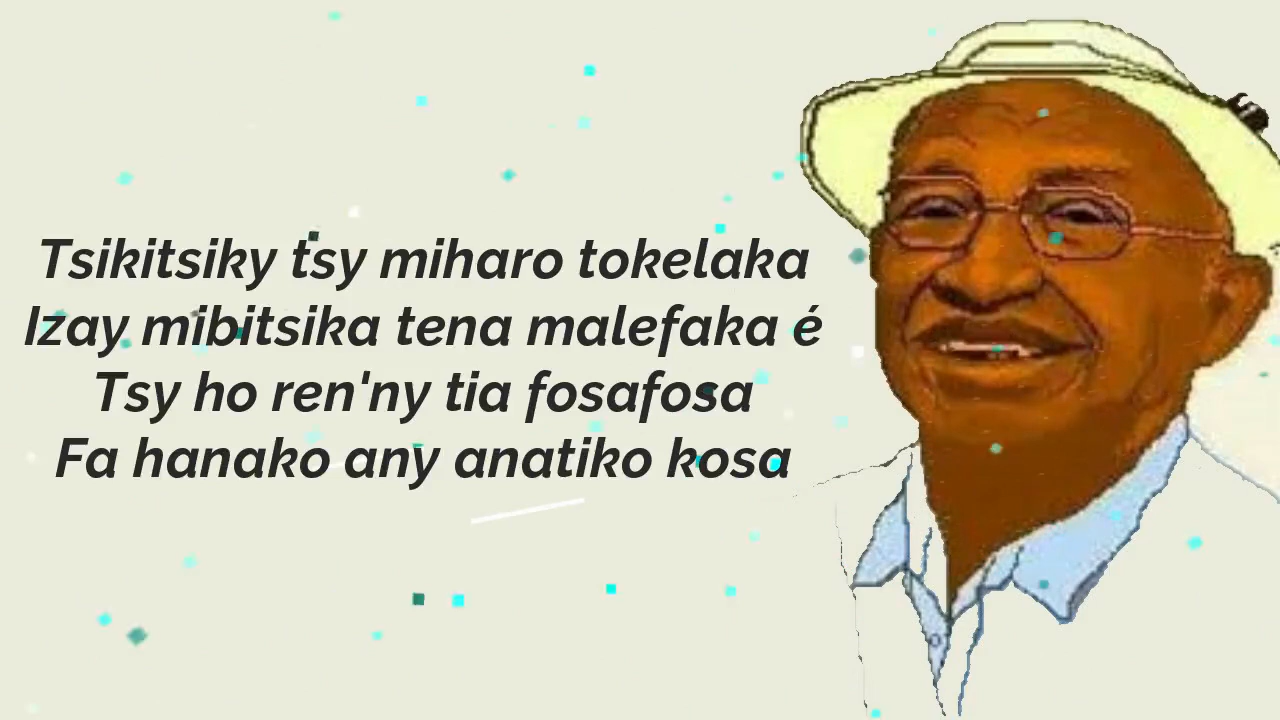 Tsikitsiky tsy miharo tokelaka
Izay mibitsika tena malefaka é
Tsy ho ren'ny tia fosafosa
Fa hanako any anatiko kosa